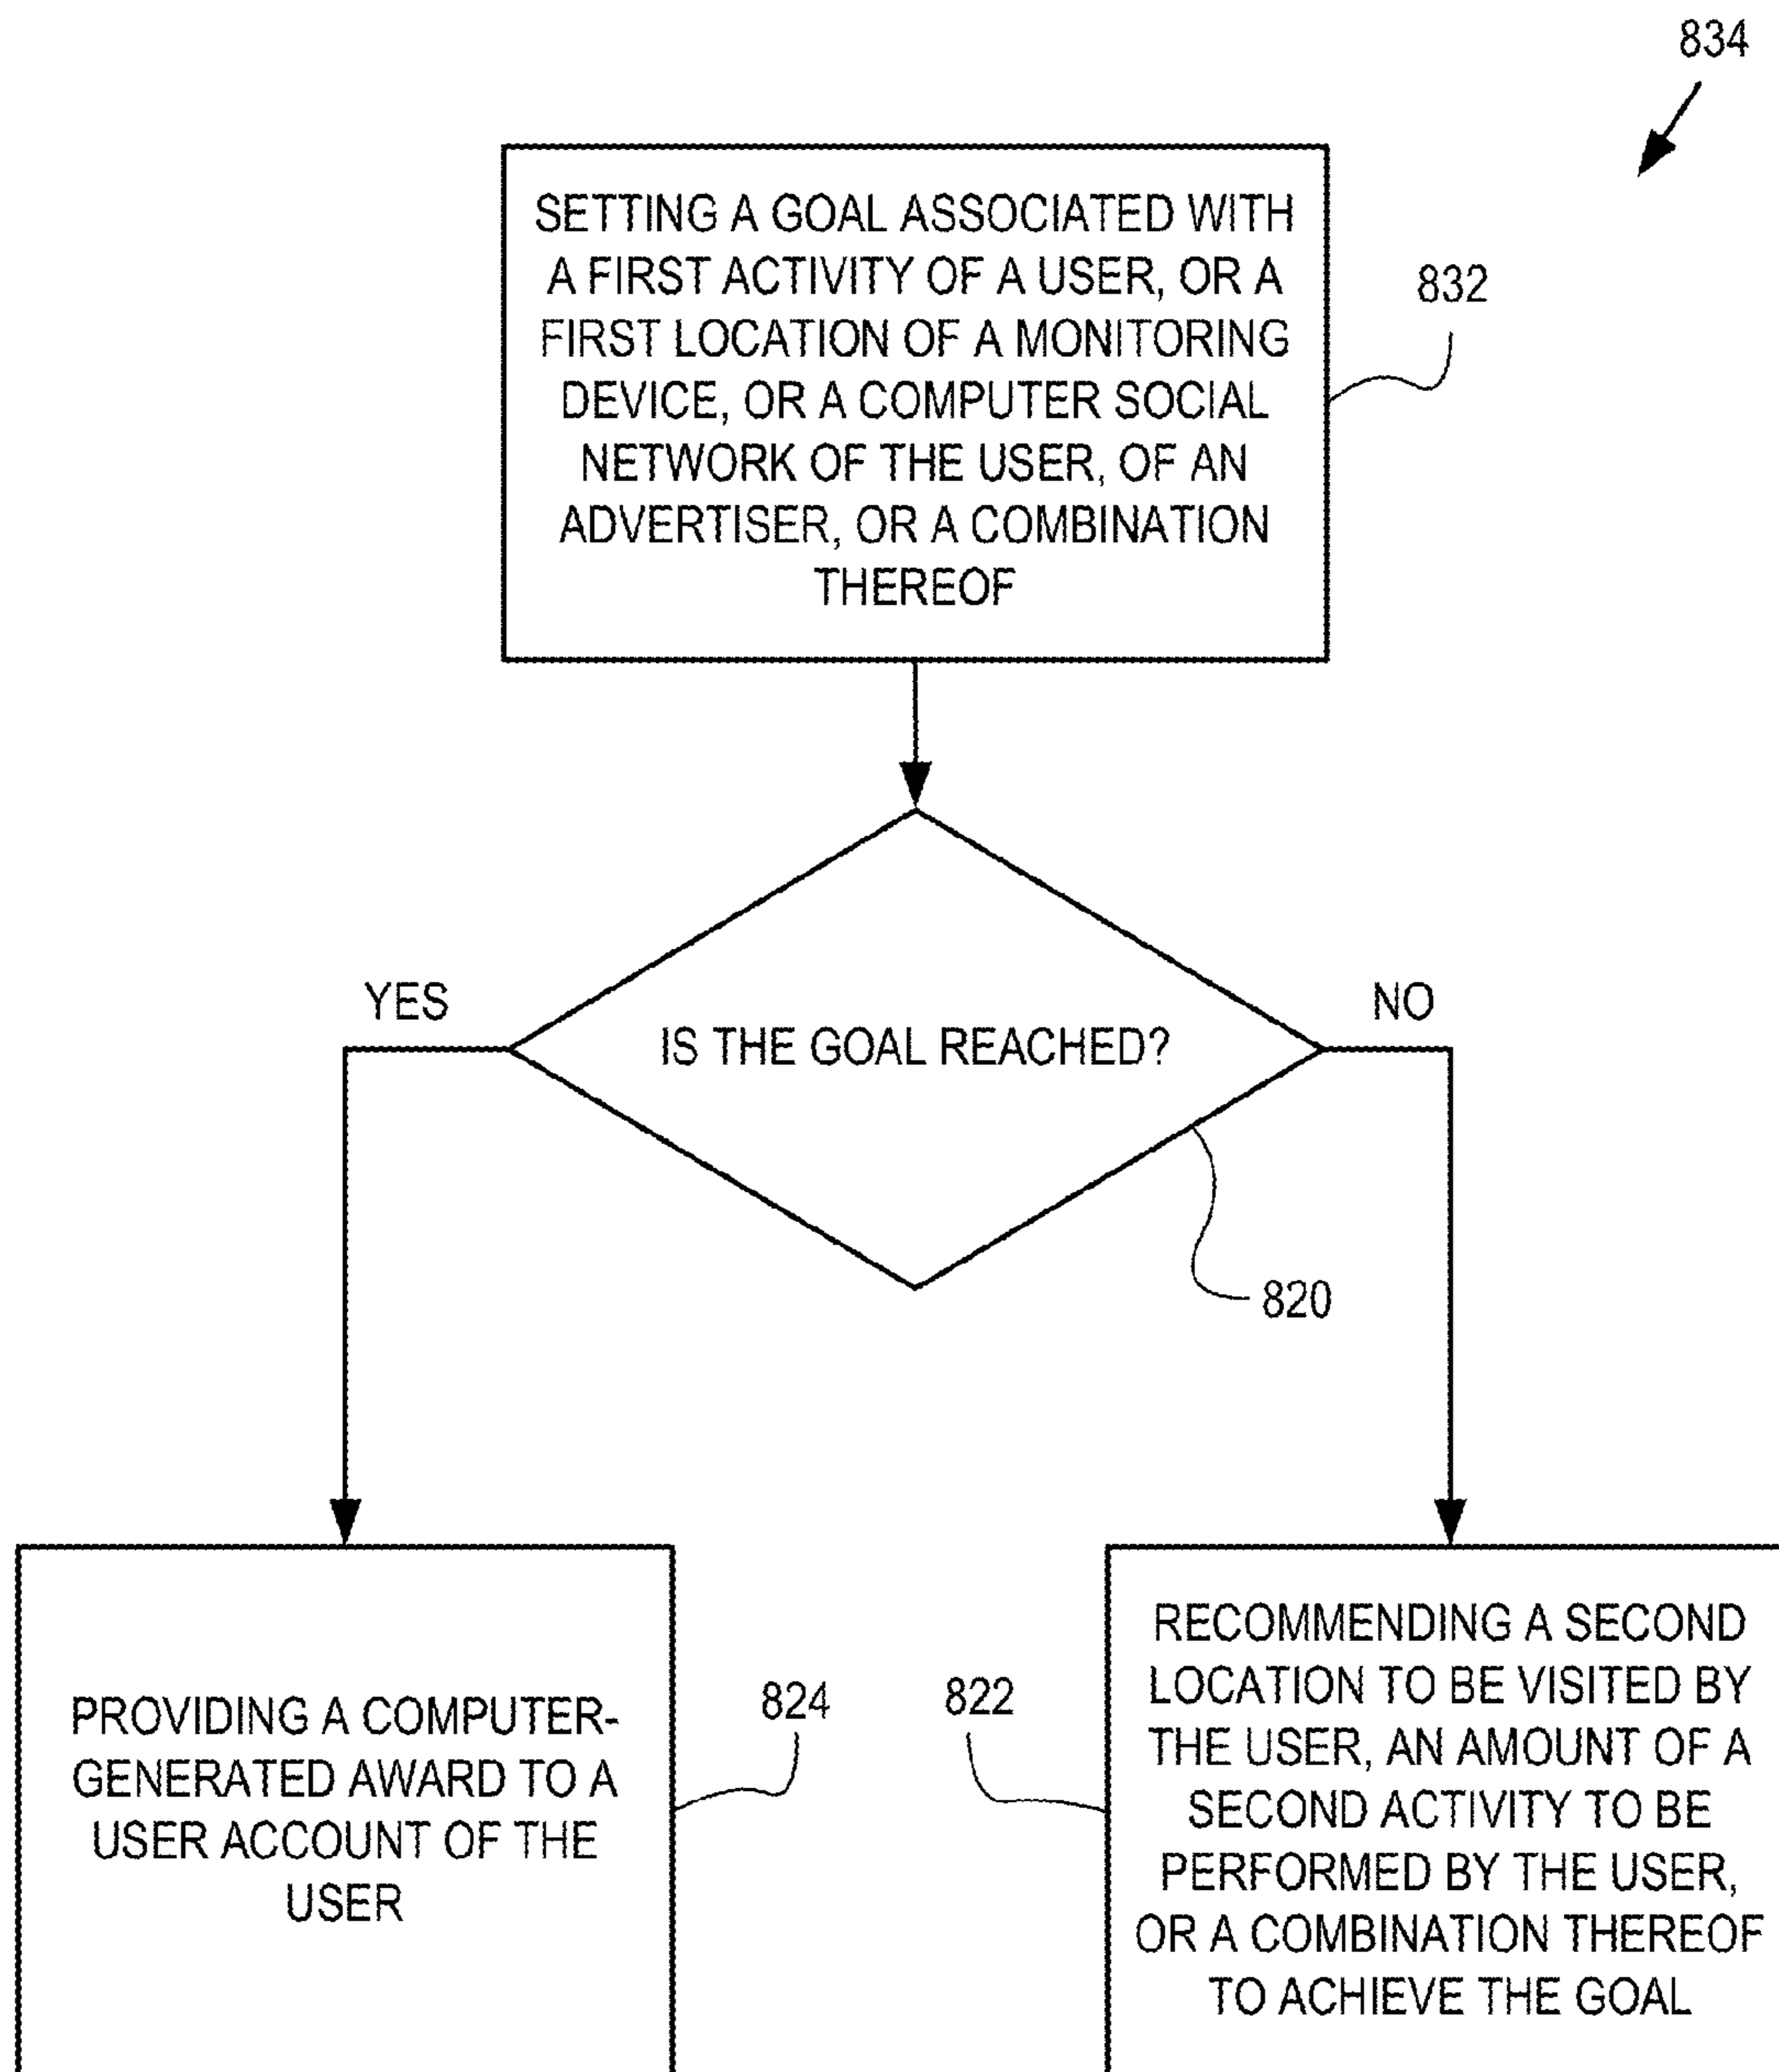 834
SETTING A GOAL ASSOCIATED WITH
A FIRST ACTIVITY OF A USER, OR A
FIRST LOCATION OF A MONITORING
DEVICE, OR A COMPUTER SOCIAL
NETWORK OF THE USER, OF AN
ADVERTISER, OR A COMBINATION
THEREOF
832
YES
IS THE GOAL REACHED?
NO
820
PROVIDING A COMPUTER-
GENERATED AWARD TO A
USER ACCOUNT OF THE
USER
824
822
RECOMMENDING A SECOND
LOCATION TO BE VISITED BY
THE USER, AN AMOUNT OF A
SECOND ACTIVITY TO BE
PERFORMED BY THE USER,
OR A COMBINATION THEREOF
TO ACHIEVE THE GOAL